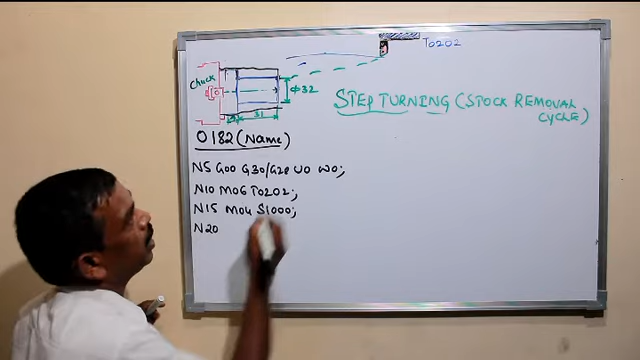 T0202
Chuck
Φ32
31
STEP TURNING (STOCK REMOVAL
CYCLE)
O 182 (Name)
N5 G00 G30/G28 U0 W0;
N10 M06 T0202;
N15 M04 S1000;
N20